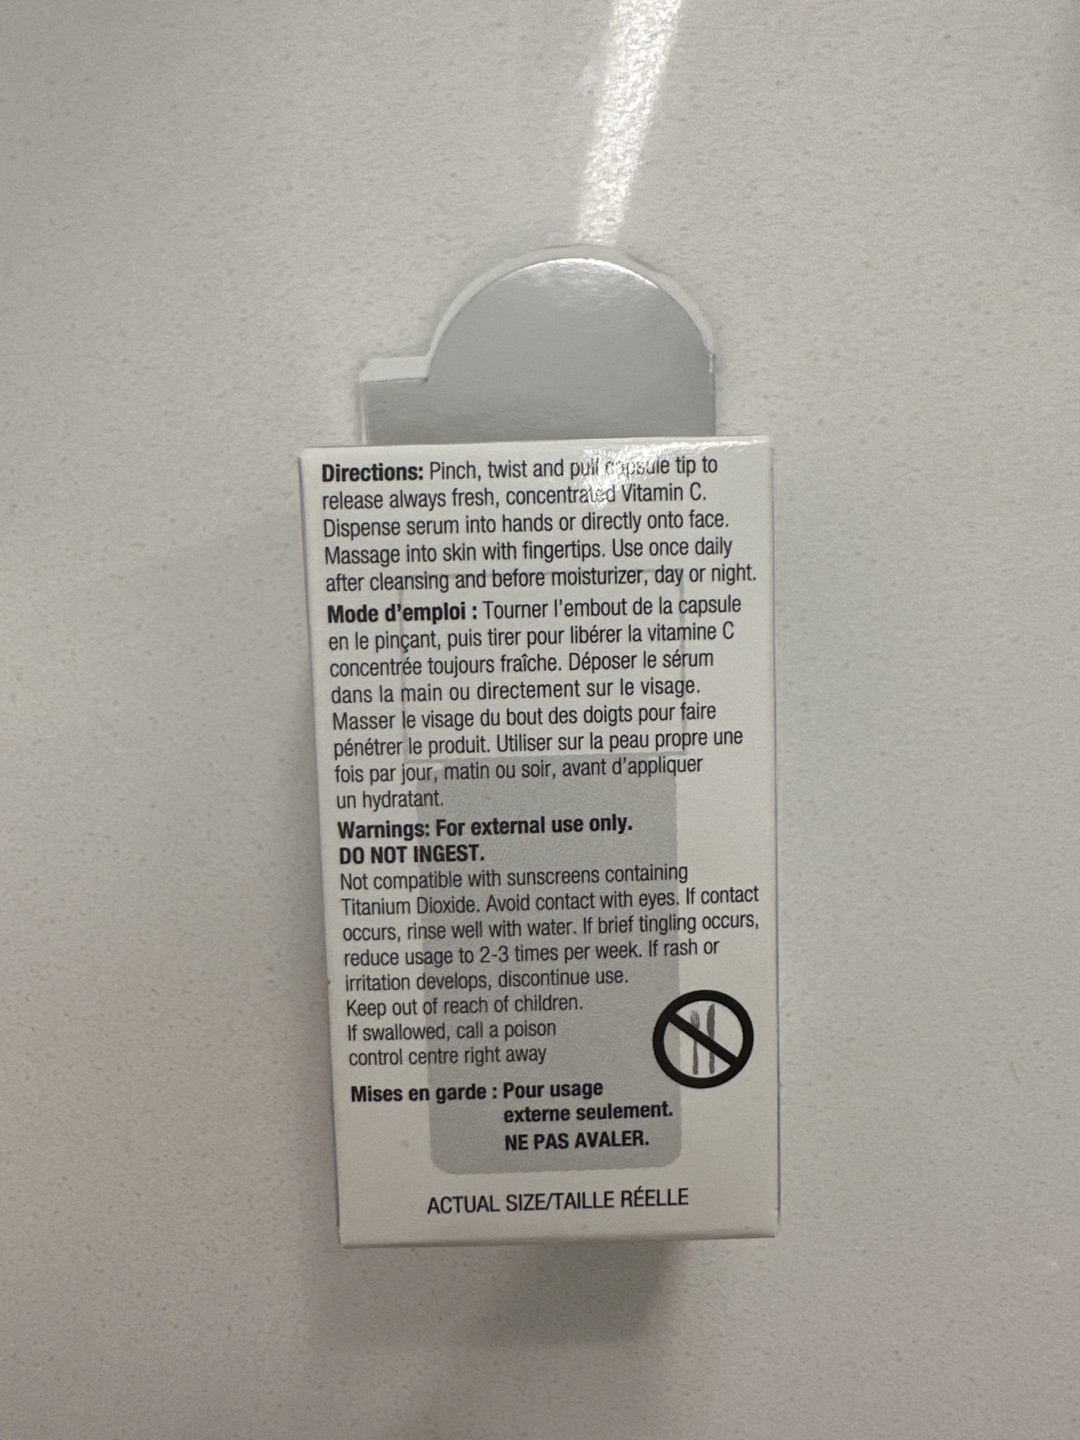 Directions: Pinch, twist and pull capsule tip to
release always fresh, concentrated Vitamin C.
Dispense serum into hands or directly onto face.
Massage into skin with fingertips. Use once daily
after cleansing and before moisturizer, day or night.
Mode d'emploi : Tourner l'embout de la capsule
en le pinçant, puis tirer pour libérer la vitamine C
concentrée toujours fraîche. Déposer le sérum
dans la main ou directement sur le visage.
Masser le visage du bout des doigts pour faire
pénétrer le produit. Utiliser sur la peau propre une
fois par jour, matin ou soir, avant d'appliquer
un hydratant.
Warnings: For external use only.
DO NOT INGEST.
Not compatible with sunscreens containing
Titanium Dioxide. Avoid contact with eyes. If contact
occurs, rinse well with water. If brief tingling occurs,
reduce usage to 2-3 times per week. If rash or
irritation develops, discontinue use.
Keep out of reach of children.
If swallowed, call a poison
control centre right away
Mises en garde : Pour usage
externe seulement.
NE PAS AVALER.
ACTUAL SIZE/TAILLE RÉELLE